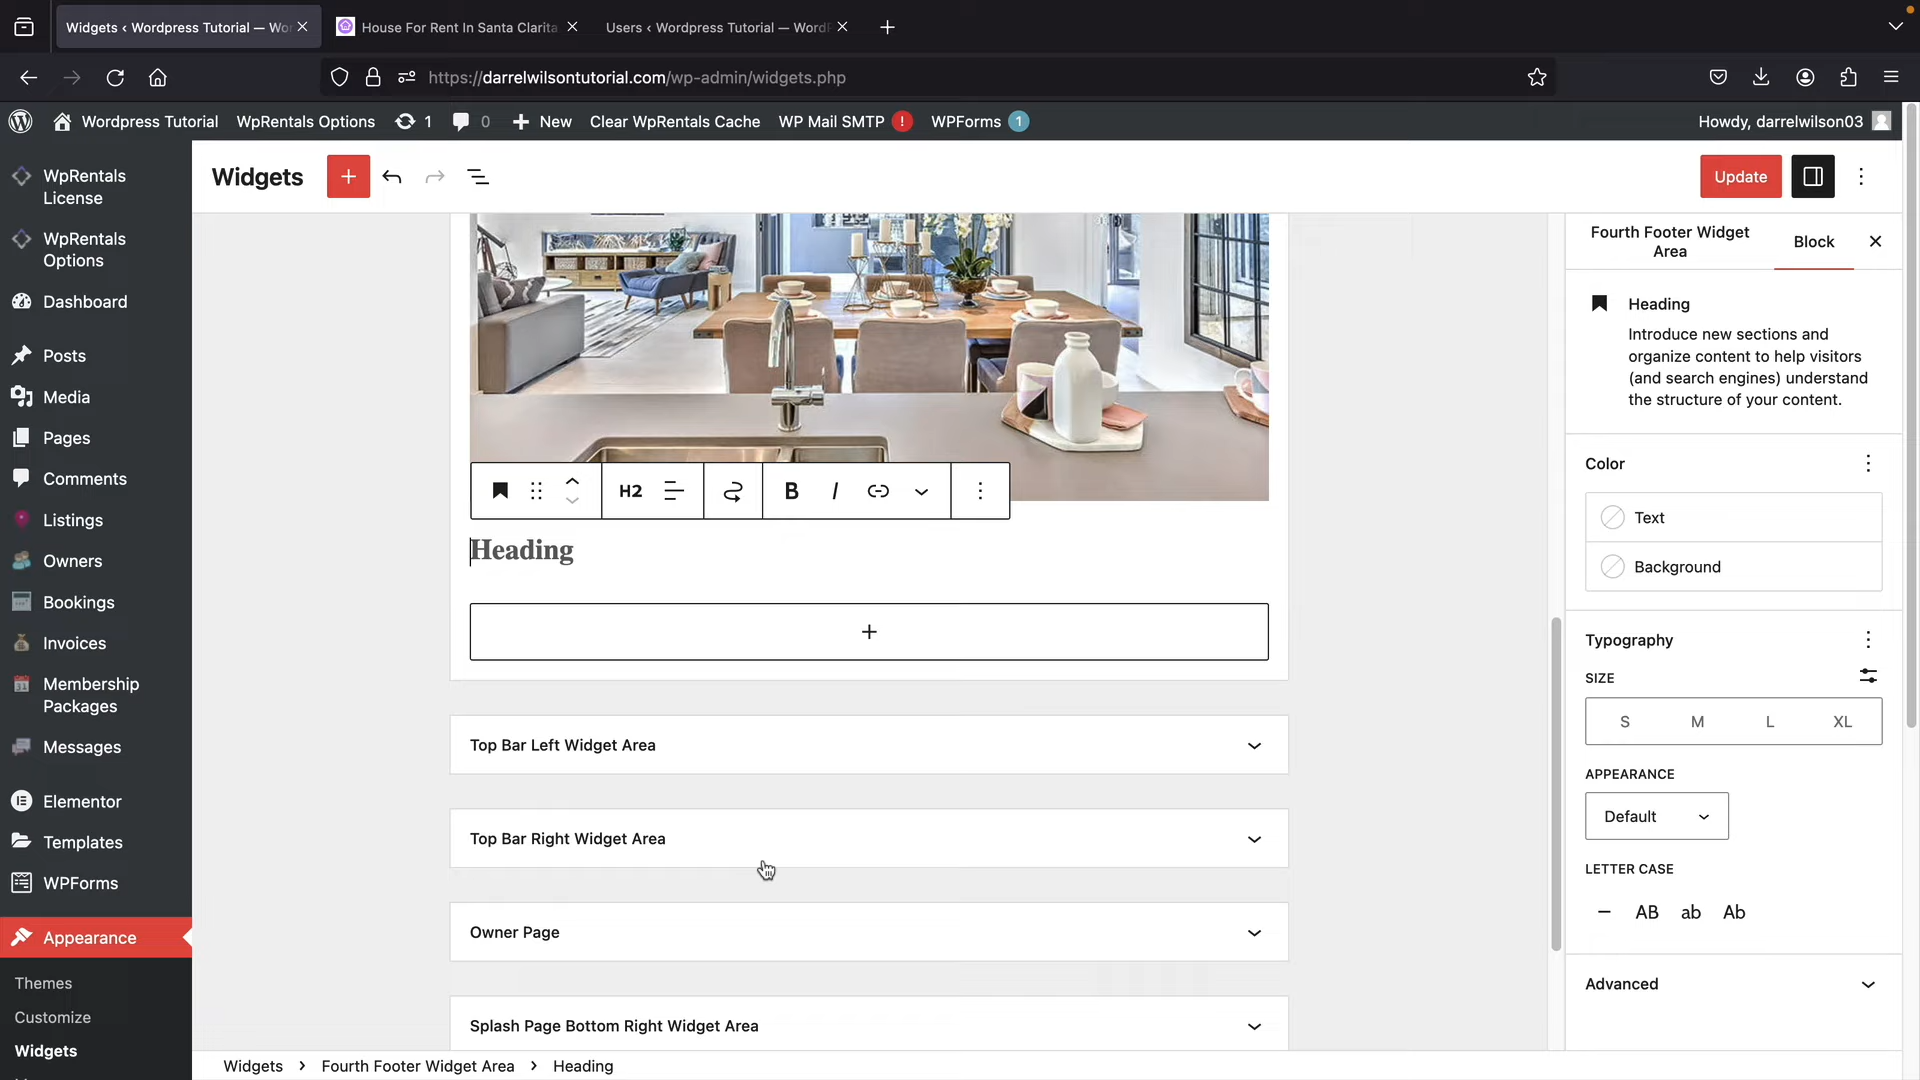 Widgets ‹ Wordpress Tutorial — Wor
House For Rent In Santa Clarita
Users ‹ Wordpress Tutorial — Word
https://darrelwilsontutorial.com/wp-admin/widgets.php
Wordpress Tutorial
WpRentals Options
1
0
New
Clear WpRentals Cache
WP Mail SMTP !
WPForms 1
Howdy, darrelwilson03
WpRentals
License
WpRentals
Options
Dashboard
Posts
Media
Pages
Comments
Listings
Owners
Bookings
Invoices
Membership
Packages
Messages
Elementor
Templates
WPForms
Appearance
Themes
Customize
Widgets
Widgets
Update
H2
B
I
Heading
Top Bar Left Widget Area
Top Bar Right Widget Area
Owner Page
Splash Page Bottom Right Widget Area
Fourth Footer Widget
Area
Block
Heading
Introduce new sections and
organize content to help visitors
(and search engines) understand
the structure of your content.
Color
Text
Background
Typography
SIZE
S M L XL
APPEARANCE
Default
LETTER CASE
— AB ab Ab
Advanced
Widgets › Fourth Footer Widget Area › Heading